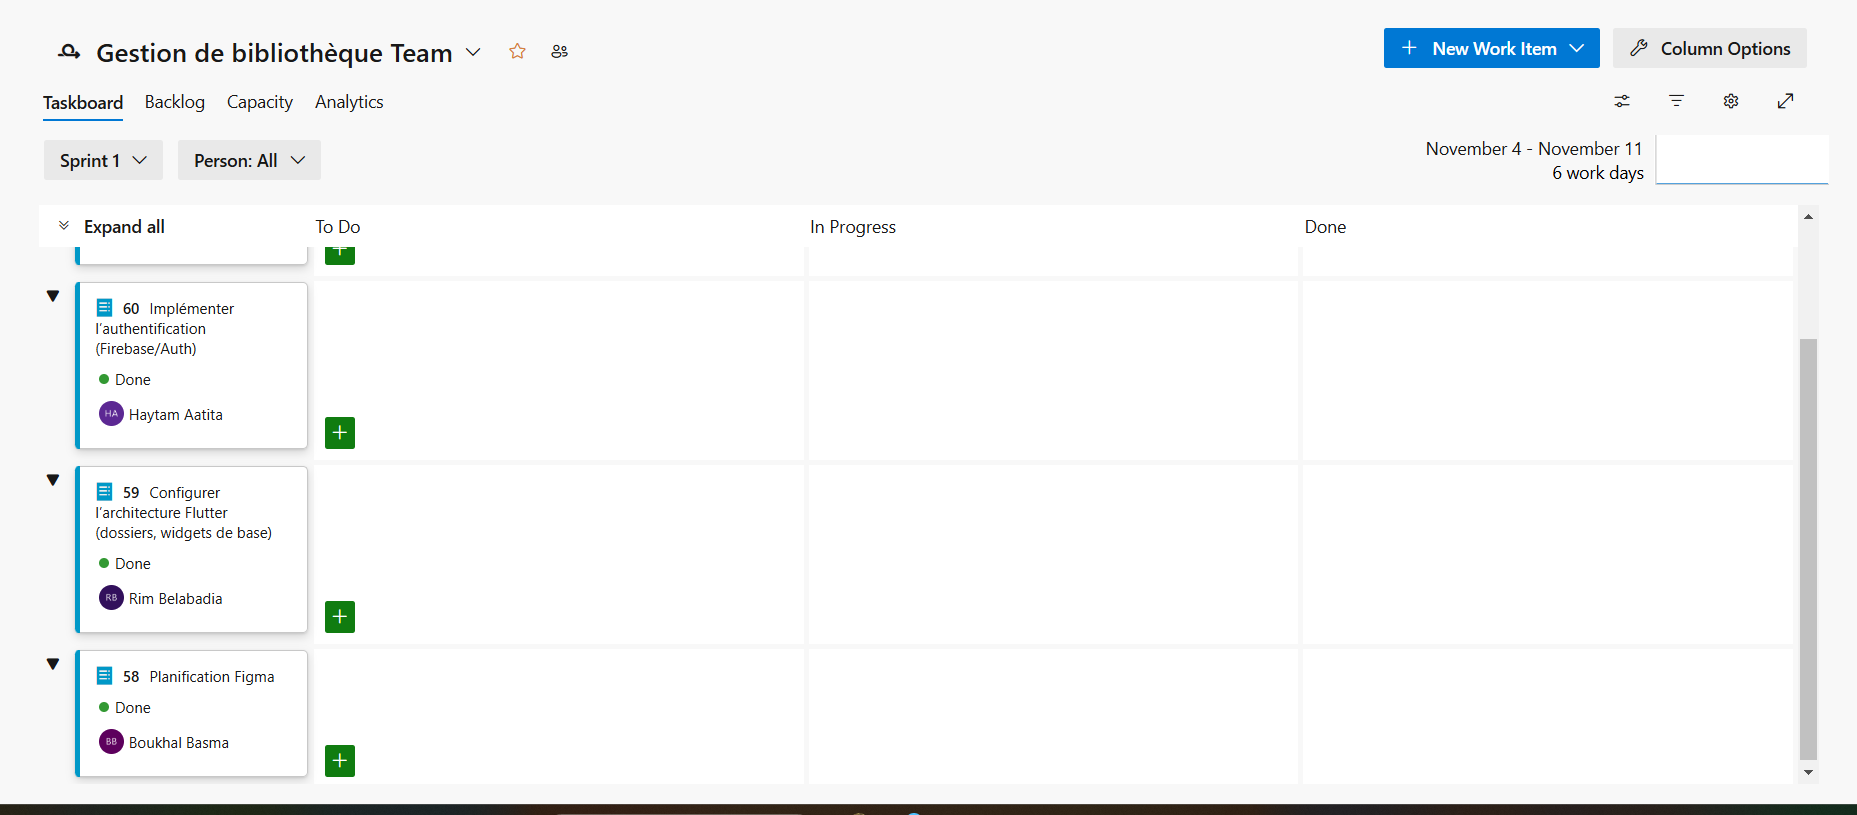 Gestion de bibliothèque Team
New Work Item
Column Options
Taskboard Backlog Capacity Analytics
Sprint 1
Person: All
November 4 - November 11
6 work days
Expand all
To Do
In Progress
Done
60 Implémenter
l'authentification
(Firebase/Auth)
Done
HA Haytam Aatita
59 Configurer
l'architecture Flutter
(dossiers, widgets de base)
Done
RB Rim Belabadia
58 Planification Figma
Done
BB Boukhal Basma